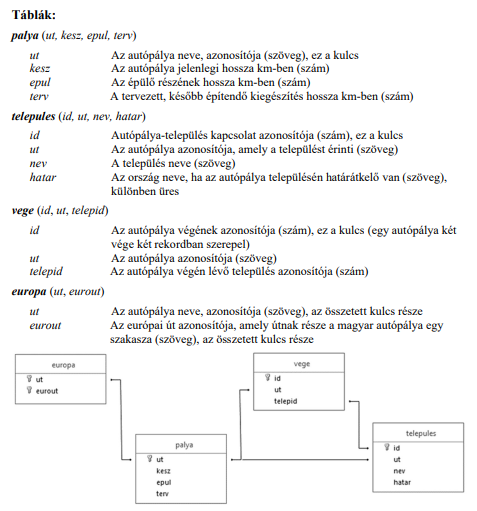 Táblák:
palya (ut, kesz, epul, terv)
ut Az autópálya neve, azonosítója (szöveg), ez a kulcs
kesz Az autópálya jelenlegi hossza km-ben (szám)
epul Az épülő részének hossza km-ben (szám)
terv A tervezett, később építendő kiegészítés hossza km-ben (szám)
telepules (id, ut, nev, hatar)
id Autópálya-település kapcsolat azonosítója (szám), ez a kulcs
ut Az autópálya azonosítója, amely a települést érinti (szöveg)
nev A település neve (szöveg)
hatar Az ország neve, ha az autópálya településén határátkelő van (szöveg),
különben üres
vege (id, ut, telepid)
id Az autópálya végének azonosítója (szám), ez a kulcs (egy autópálya két
vége két rekordban szerepel)
ut Az autópálya azonosítója (szöveg)
telepid Az autópálya végén lévő település azonosítója (szám)
europa (ut, eurout)
ut Az autópálya neve, azonosítója (szöveg), az összetett kulcs része
eurout Az európai út azonosítója, amely útnak része a magyar autópálya egy
szakasza (szöveg), az összetett kulcs része
europa
ut
eurout
vege
id
ut
telepid
palya
ut
kesz
epul
terv
telepules
id
ut
nev
hatar